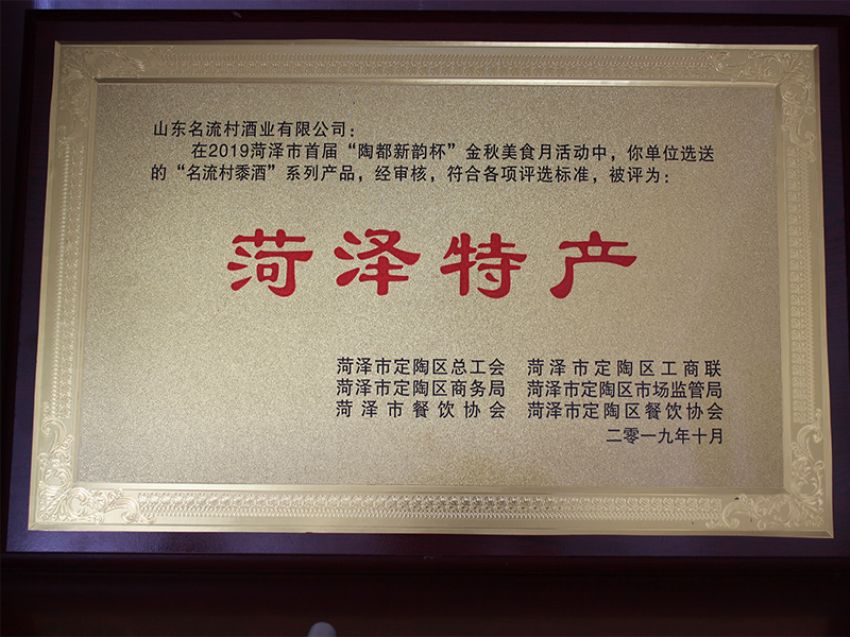 山东名流村酒业有限公司：
在2019菏泽市首届“陶都新韵杯”金秋美食月活动中，你单位选送
的“名流村黍酒”系列产品，经审核，符合各项评选标准，被评为：
菏泽特产
菏泽市定陶区总工会 菏泽市定陶区工商联
菏泽市定陶区商务局 菏泽市定陶区市场监管局
菏泽市餐饮协会 菏泽市定陶区餐饮协会
二零一九年十月